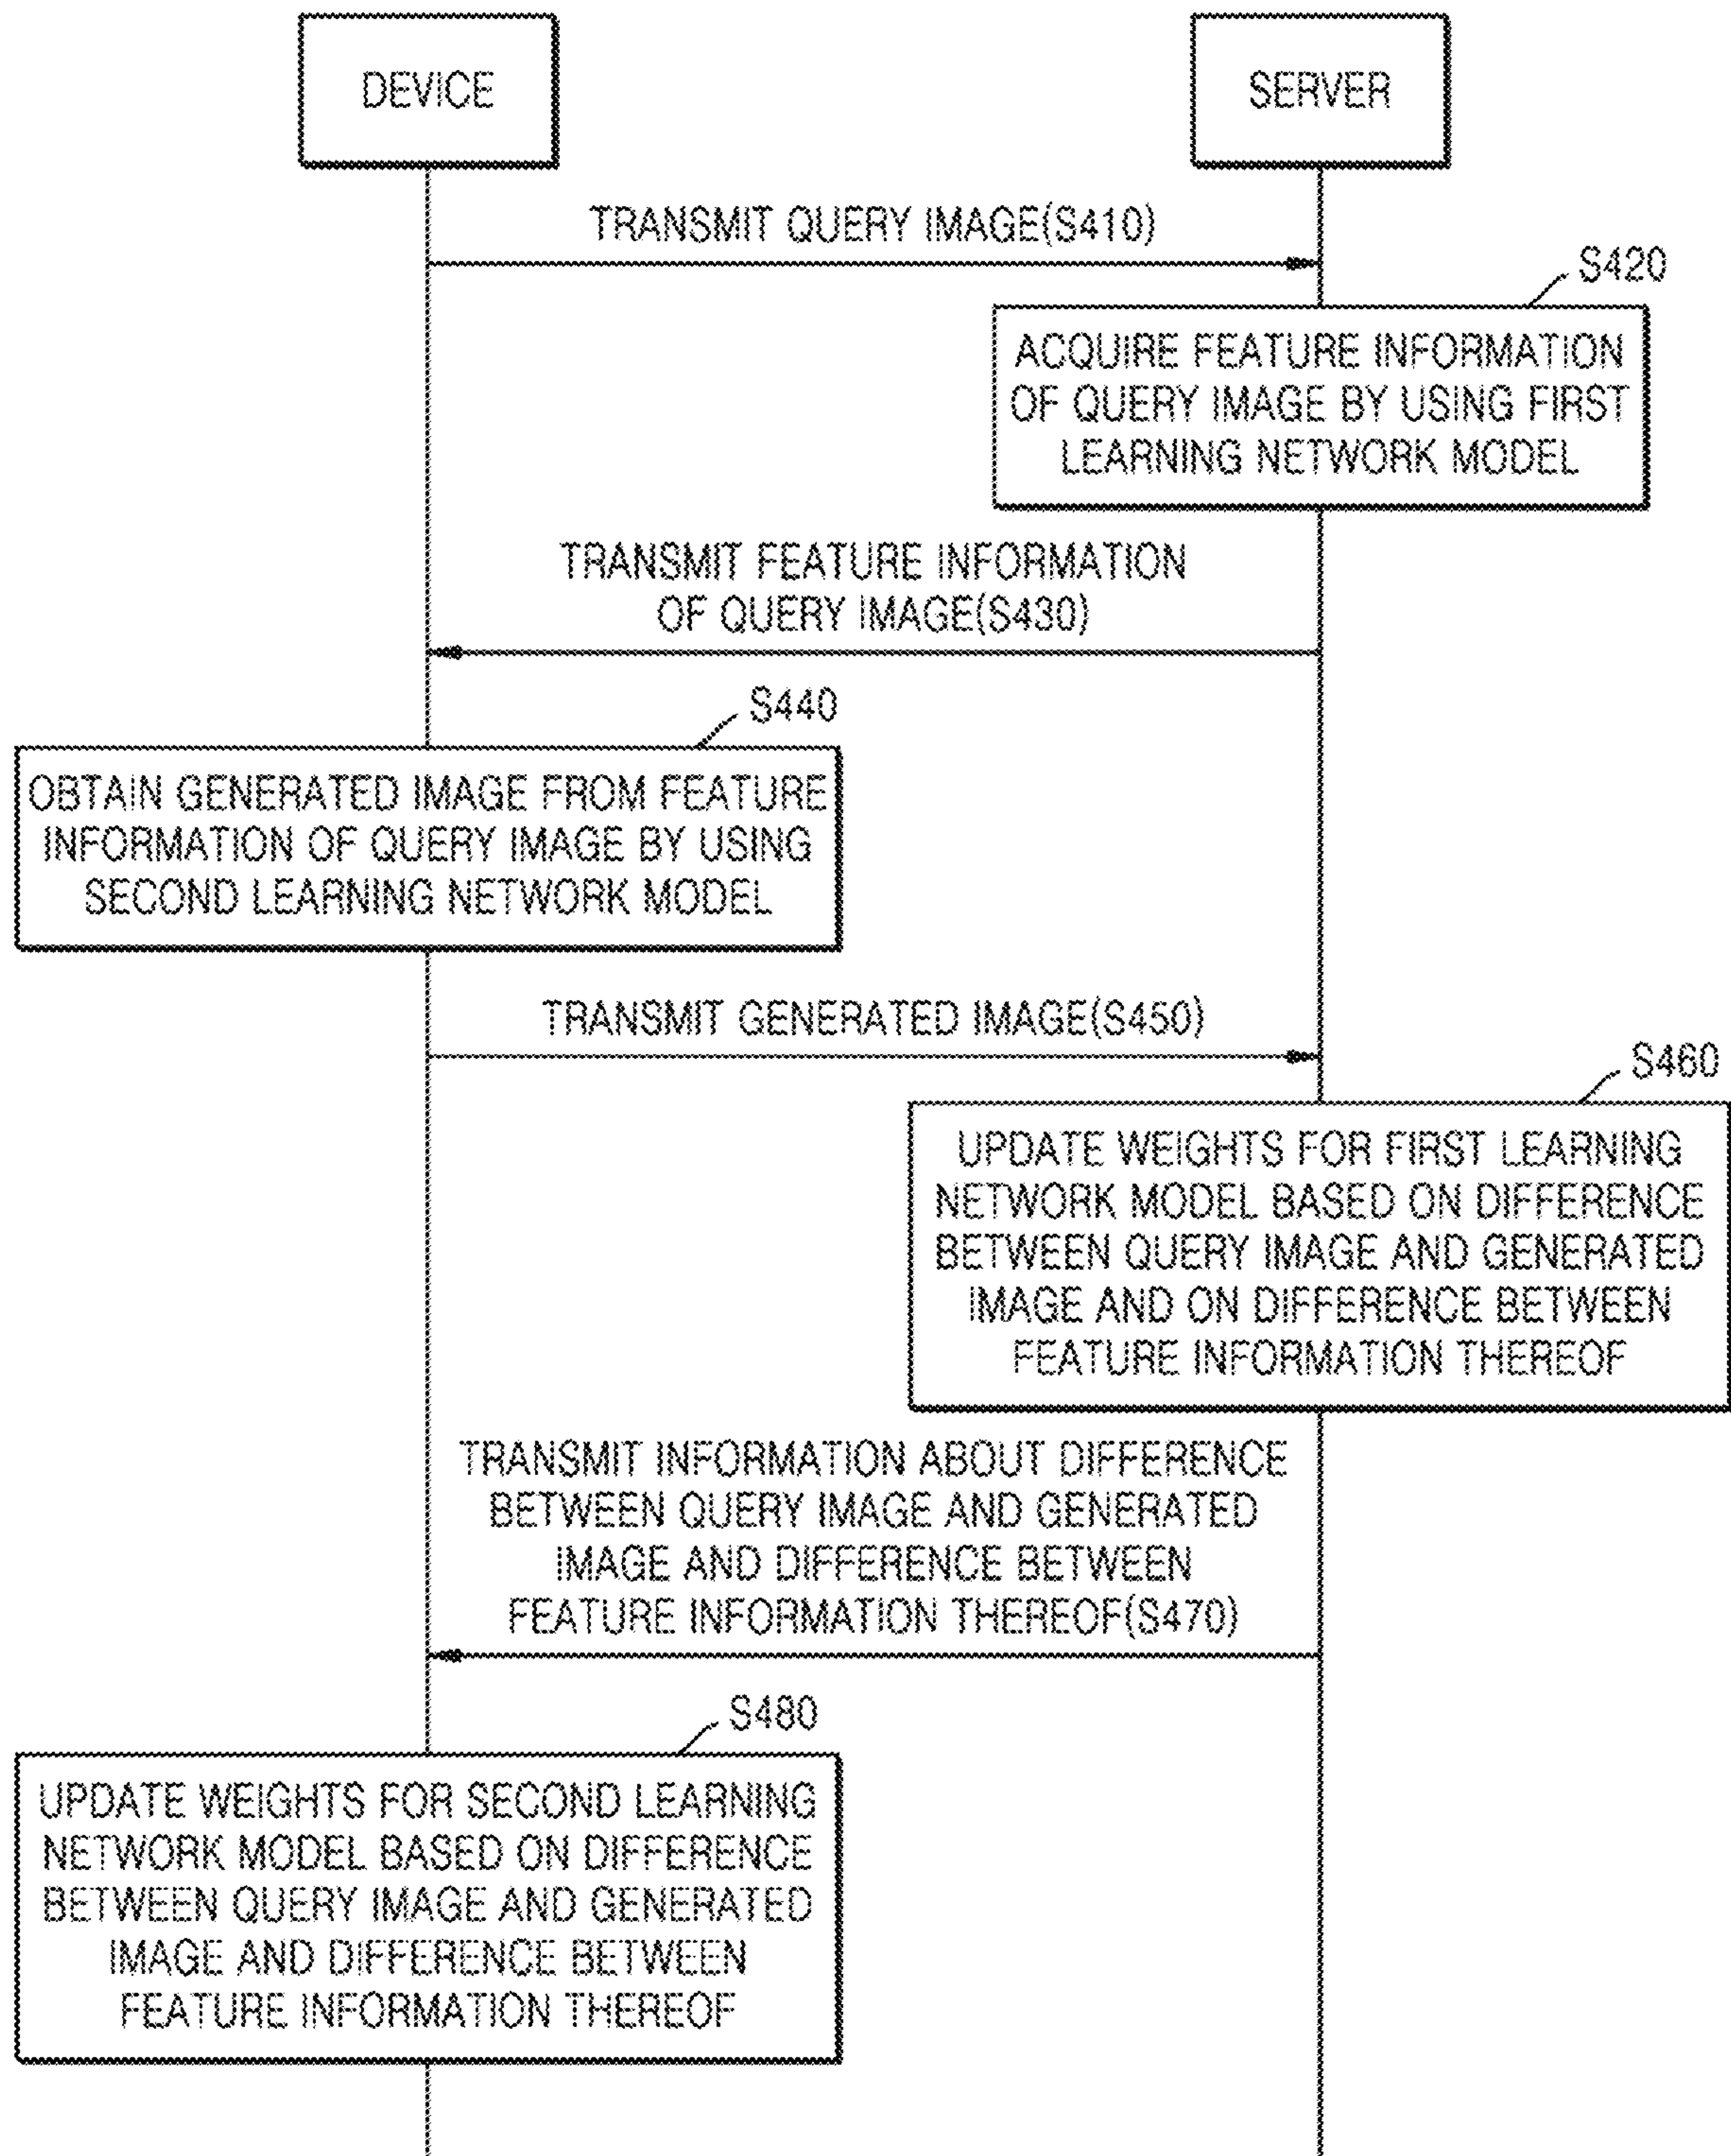 DEVICE
SERVER
TRANSMIT QUERY IMAGE(S410)
S420
ACQUIRE FEATURE INFORMATION
OF QUERY IMAGE BY USING FIRST
LEARNING NETWORK MODEL
TRANSMIT FEATURE INFORMATION
OF QUERY IMAGE(S430)
S440
OBTAIN GENERATED IMAGE FROM FEATURE
INFORMATION OF QUERY IMAGE BY USING
SECOND LEARNING NETWORK MODEL
TRANSMIT GENERATED IMAGE(S450)
S460
UPDATE WEIGHTS FOR FIRST LEARNING
NETWORK MODEL BASED ON DIFFERENCE
BETWEEN QUERY IMAGE AND GENERATED
IMAGE AND ON DIFFERENCE BETWEEN
FEATURE INFORMATION THEREOF
TRANSMIT INFORMATION ABOUT DIFFERENCE
BETWEEN QUERY IMAGE AND GENERATED
IMAGE AND DIFFERENCE BETWEEN
FEATURE INFORMATION THEREOF(S470)
S480
UPDATE WEIGHTS FOR SECOND LEARNING
NETWORK MODEL BASED ON DIFFERENCE
BETWEEN QUERY IMAGE AND GENERATED
IMAGE AND DIFFERENCE BETWEEN
FEATURE INFORMATION THEREOF